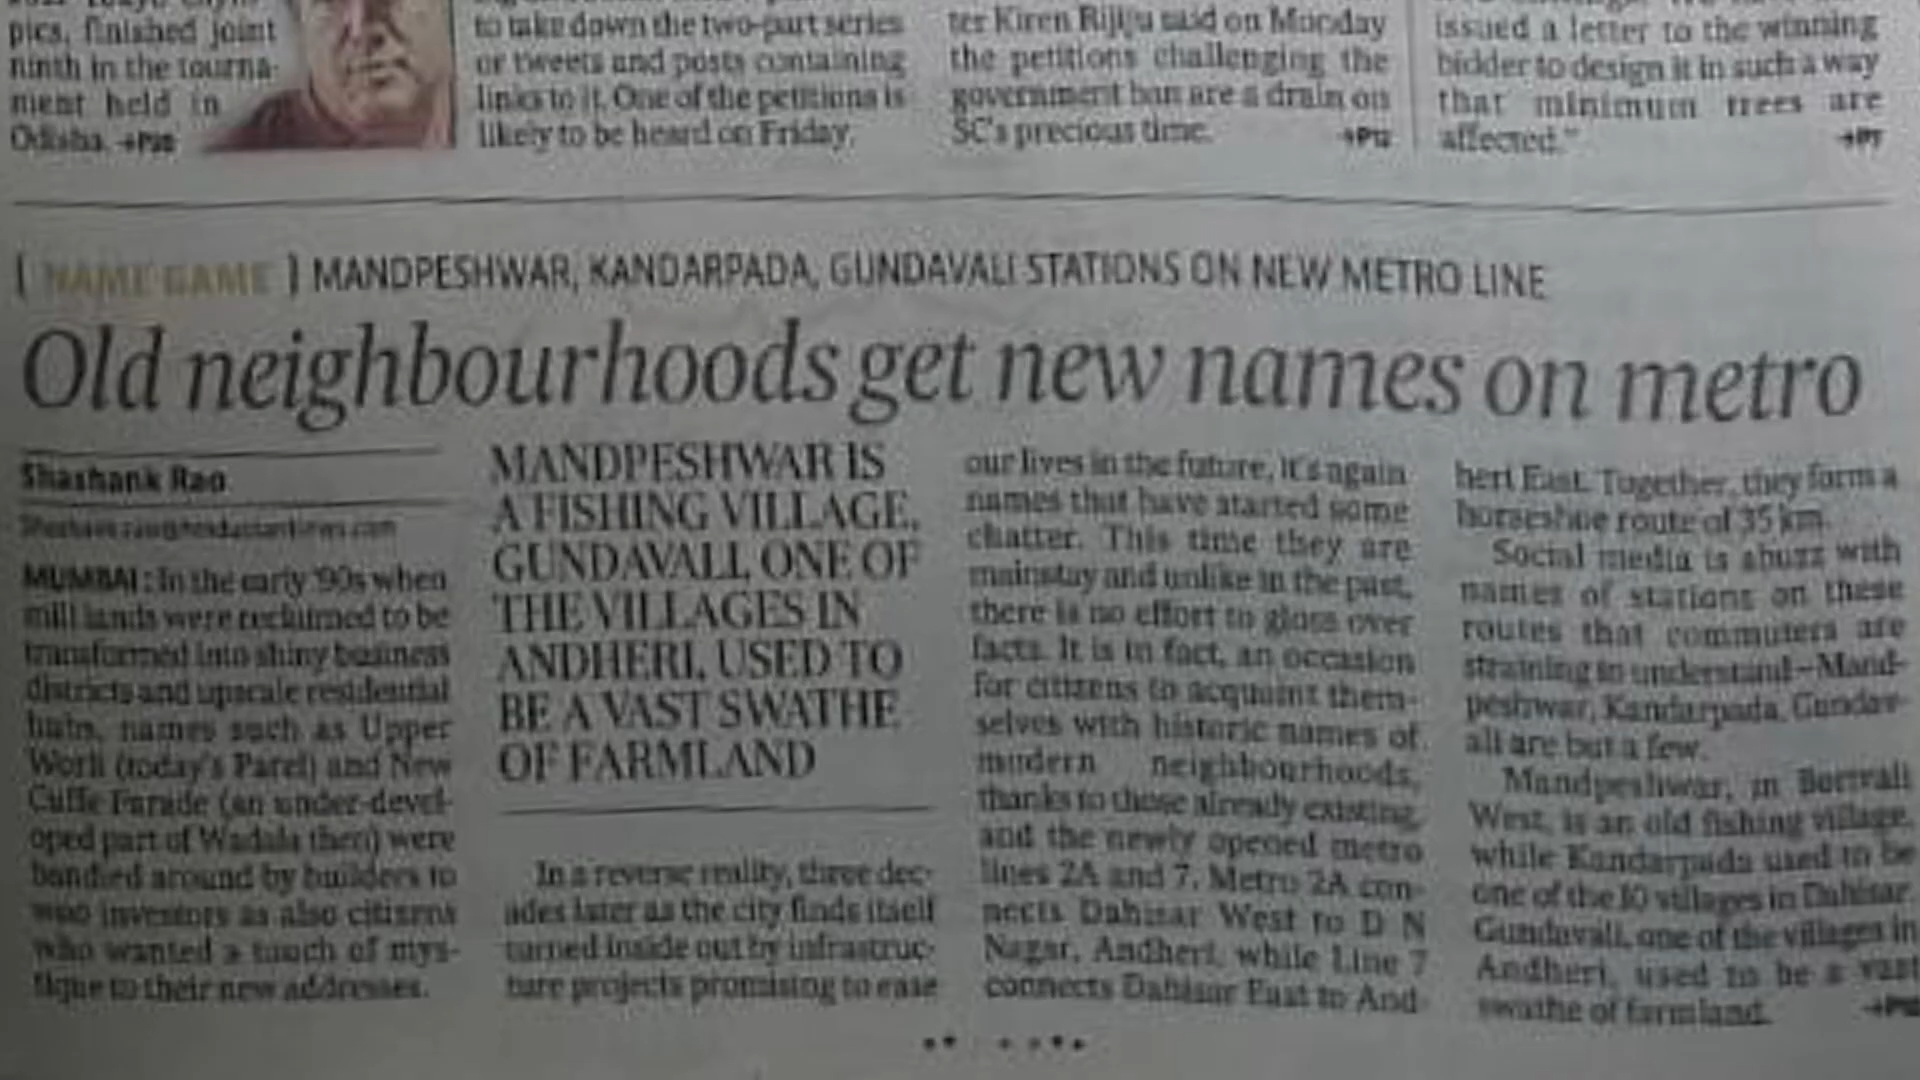 pics, finished joint
ninth in the tourna-
ment held in
Odisha.
to take down the two-part series
or tweets and posts containing
links to it. One of the petitions is
likely to be heard on Friday.
ter Kiren Rijiju said on Monday
the petitions challenging the
government ban are a drain on
SC's precious time. →P12
issued a letter to the winning
bidder to design it in such a way
that minimum trees are
affected." →P7
[ NAME GAME ] MANDPESHWAR, KANDARPADA, GUNDAVALI STATIONS ON NEW METRO LINE
Old neighbourhoods get new names on metro
Shashank Rao
MUMBAI: In the early '90s when
mill lands were reclaimed to be
transformed into shiny business
districts and upscale residential
hubs, names such as Upper
Worli (today's Parel) and New
Cuffe Parade (an under-devel-
oped part of Wadala then) were
bandied around by builders to
woo investors as also citizens
who wanted a touch of mys-
tique to their new addresses.
MANDPESHWAR IS
A FISHING VILLAGE,
GUNDAVALI, ONE OF
THE VILLAGES IN
ANDHERI, USED TO
BE A VAST SWATHE
OF FARMLAND
In a reverse reality, three dec-
ades later as the city finds itself
turned inside out by infrastruc-
ture projects promising to ease
our lives in the future, it's again
names that have started some
chatter. This time they are
mainstay and unlike in the past,
there is no effort to gloss over
facts. It is in fact, an occasion
for citizens to acquaint them-
selves with historic names of
modern neighbourhoods,
thanks to those already existing,
and the newly opened metro
lines 2A and 7. Metro 2A con-
nects Dahisar West to D N
Nagar, Andheri, while Line 7
connects Dahisar East to And-
heri East. Together, they form a
horseshoe route of 35 km.
Social media is abuzz with
names of stations on these
routes that commuters are
straining to understand – Mand-
peshwar, Kandarpada, Gundav-
ali are but a few.
Mandpeshwar, in Borivali
West, is an old fishing village,
while Kandarpada used to be
one of the 10 villages in Dahisar.
Gundavali, one of the villages in
Andheri, used to be a vast
swathe of farmland.